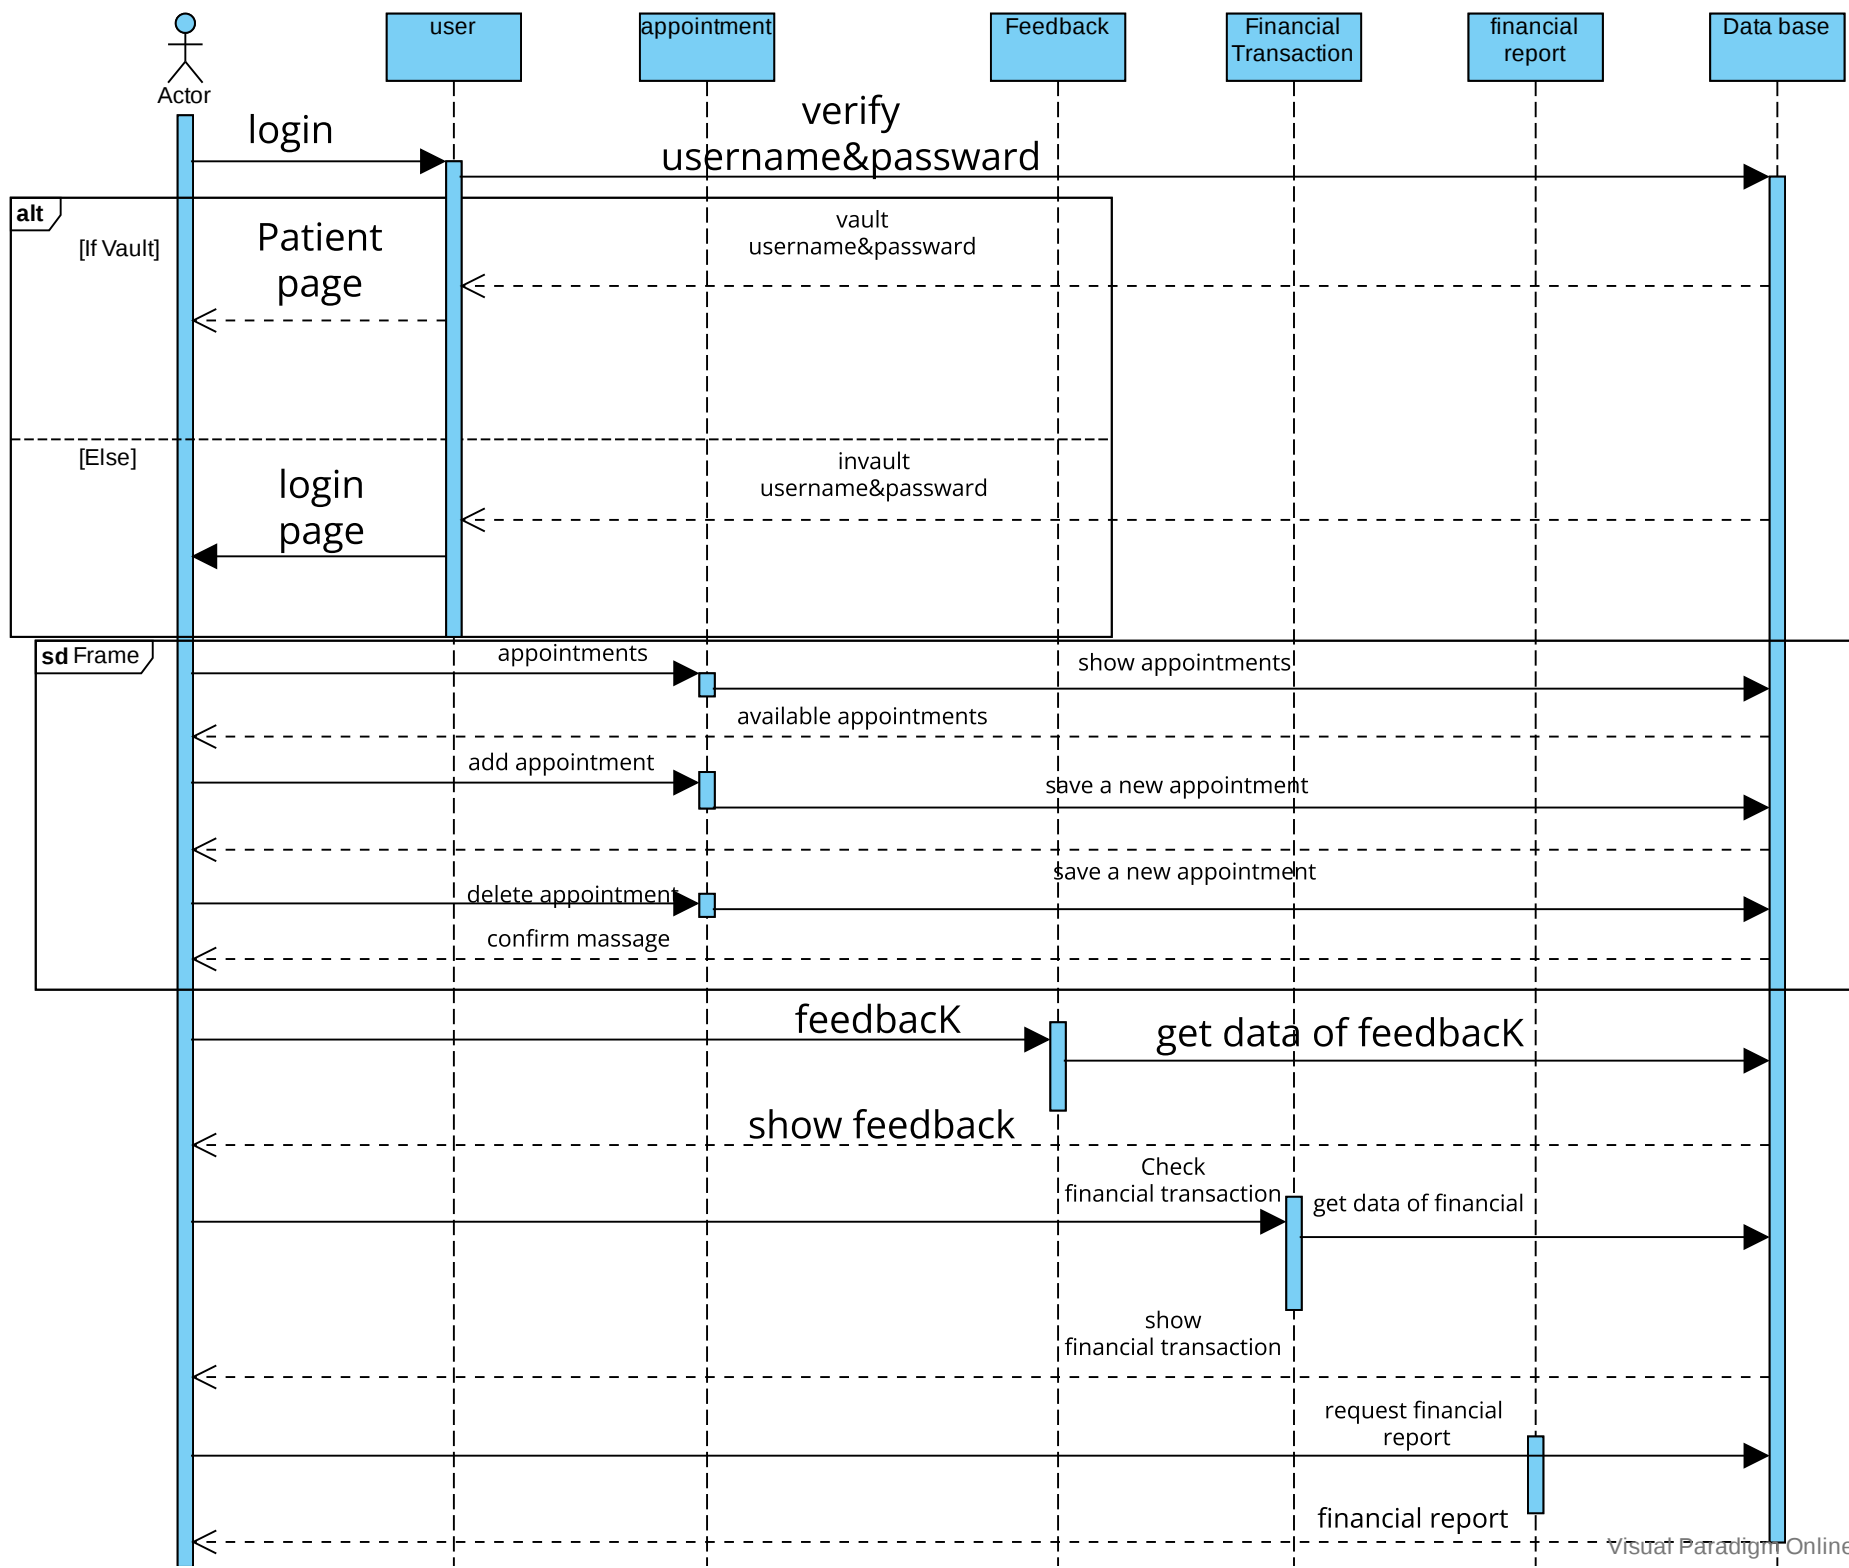 Actor
user
appointment
Feedback
Financial
Transaction
financial
report
Data base
login
verify
username&passward
alt
[If Vault]
vault
username&passward
Patient
page
[Else]
invault
username&passward
login
page
sd Frame
appointments
show appointments
available appointments
add appointment
save a new appointment
save a new appointment
delete appointment
confirm massage
feedbacK
get data of feedbacK
show feedback
Check
financial transaction
get data of financial
show
financial transaction
request financial
report
financial report
Visual Paradigm Online